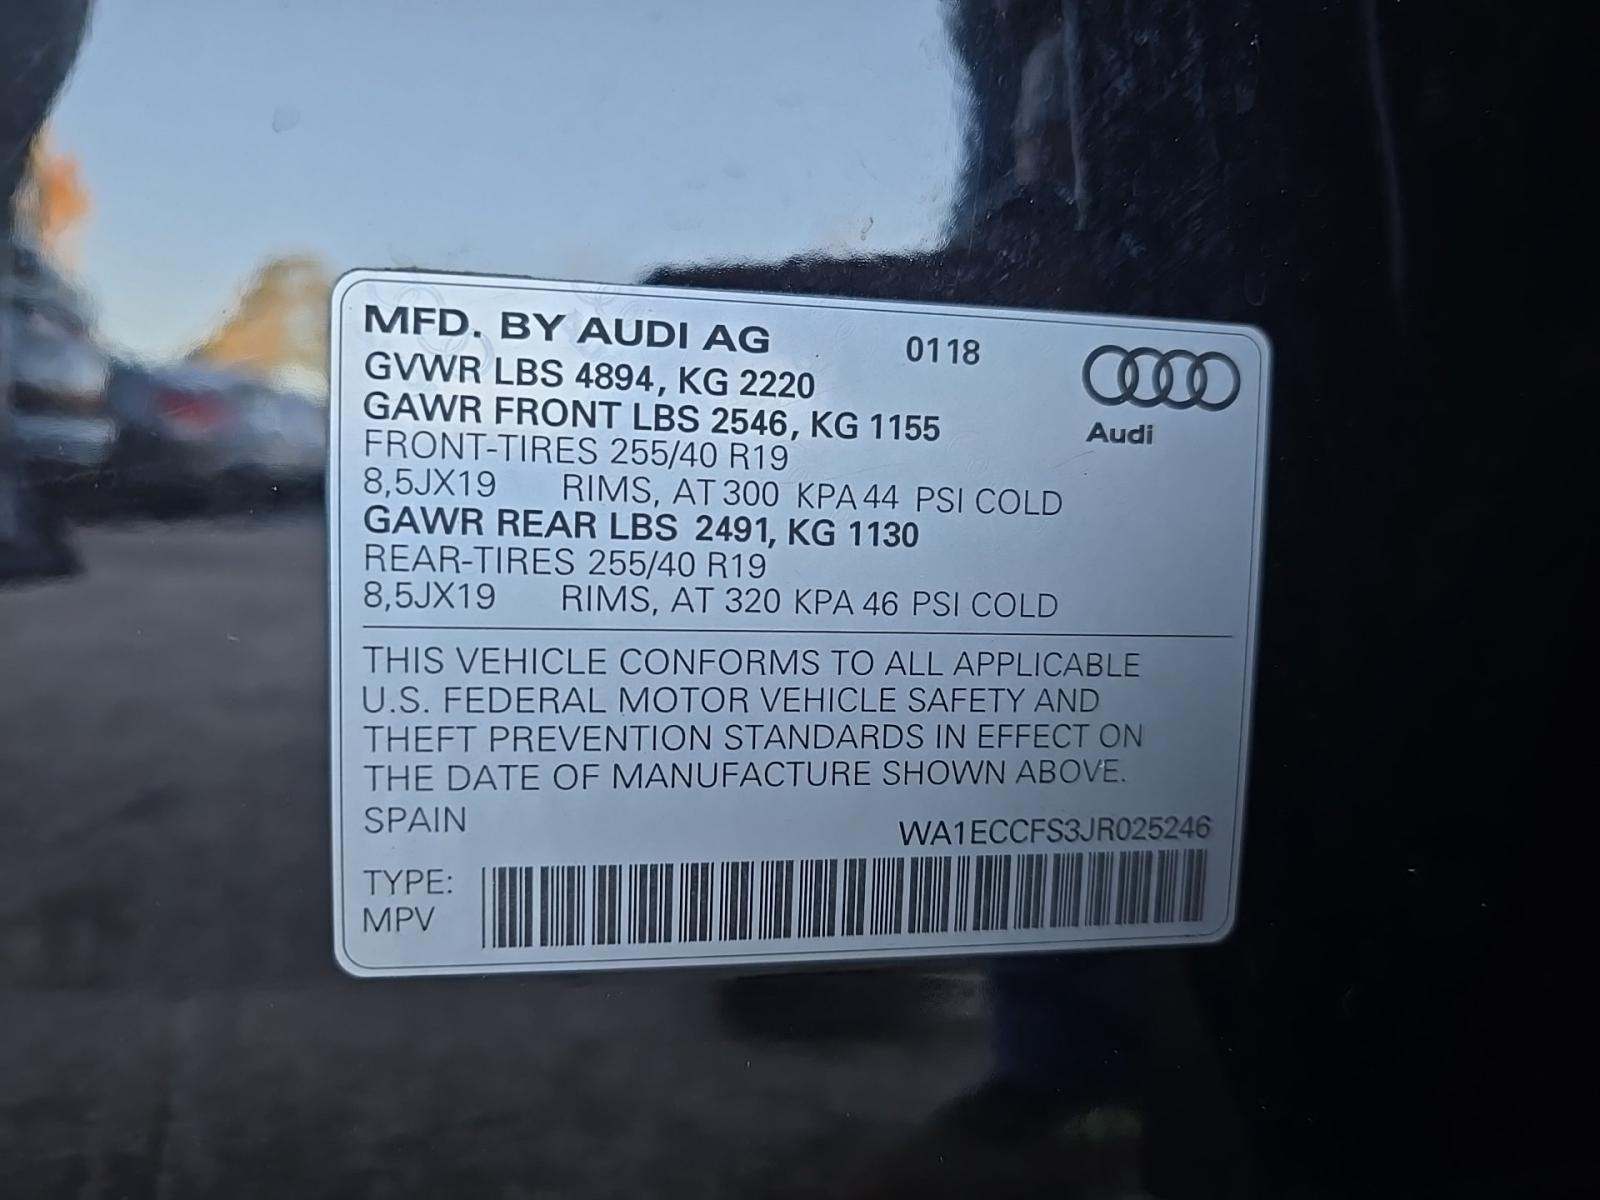 MFD. BY AUDI AG 0118
GVWR LBS 4894, KG 2220
GAWR FRONT LBS 2546, KG 1155
Audi
FRONT-TIRES 255/40 R19
8,5JX19 RIMS, AT 300 KPA 44 PSI COLD
GAWR REAR LBS 2491, KG 1130
REAR-TIRES 255/40 R19
8,5JX19 RIMS, AT 320 KPA 46 PSI COLD
THIS VEHICLE CONFORMS TO ALL APPLICABLE
U.S. FEDERAL MOTOR VEHICLE SAFETY AND
THEFT PREVENTION STANDARDS IN EFFECT ON
THE DATE OF MANUFACTURE SHOWN ABOVE.
SPAIN WA1ECCFS3JR025246
TYPE:
MPV